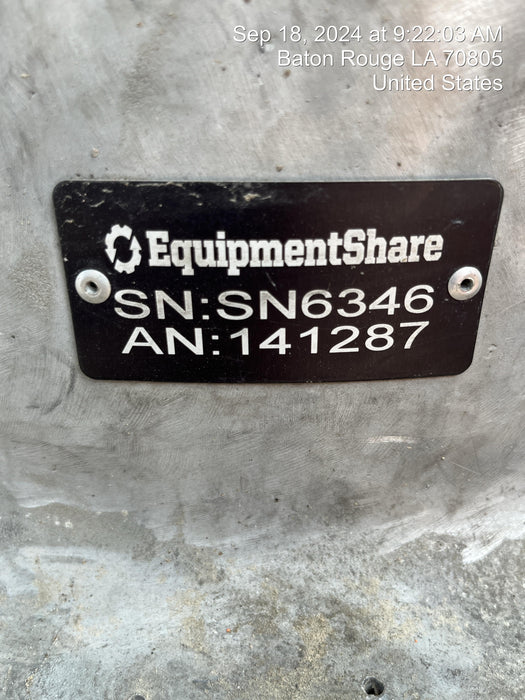 Sep 18, 2024 at 9:22:03 AM
Baton Rouge LA 70805
United States
EquipmentShare
SN:SN6346
AN:141287